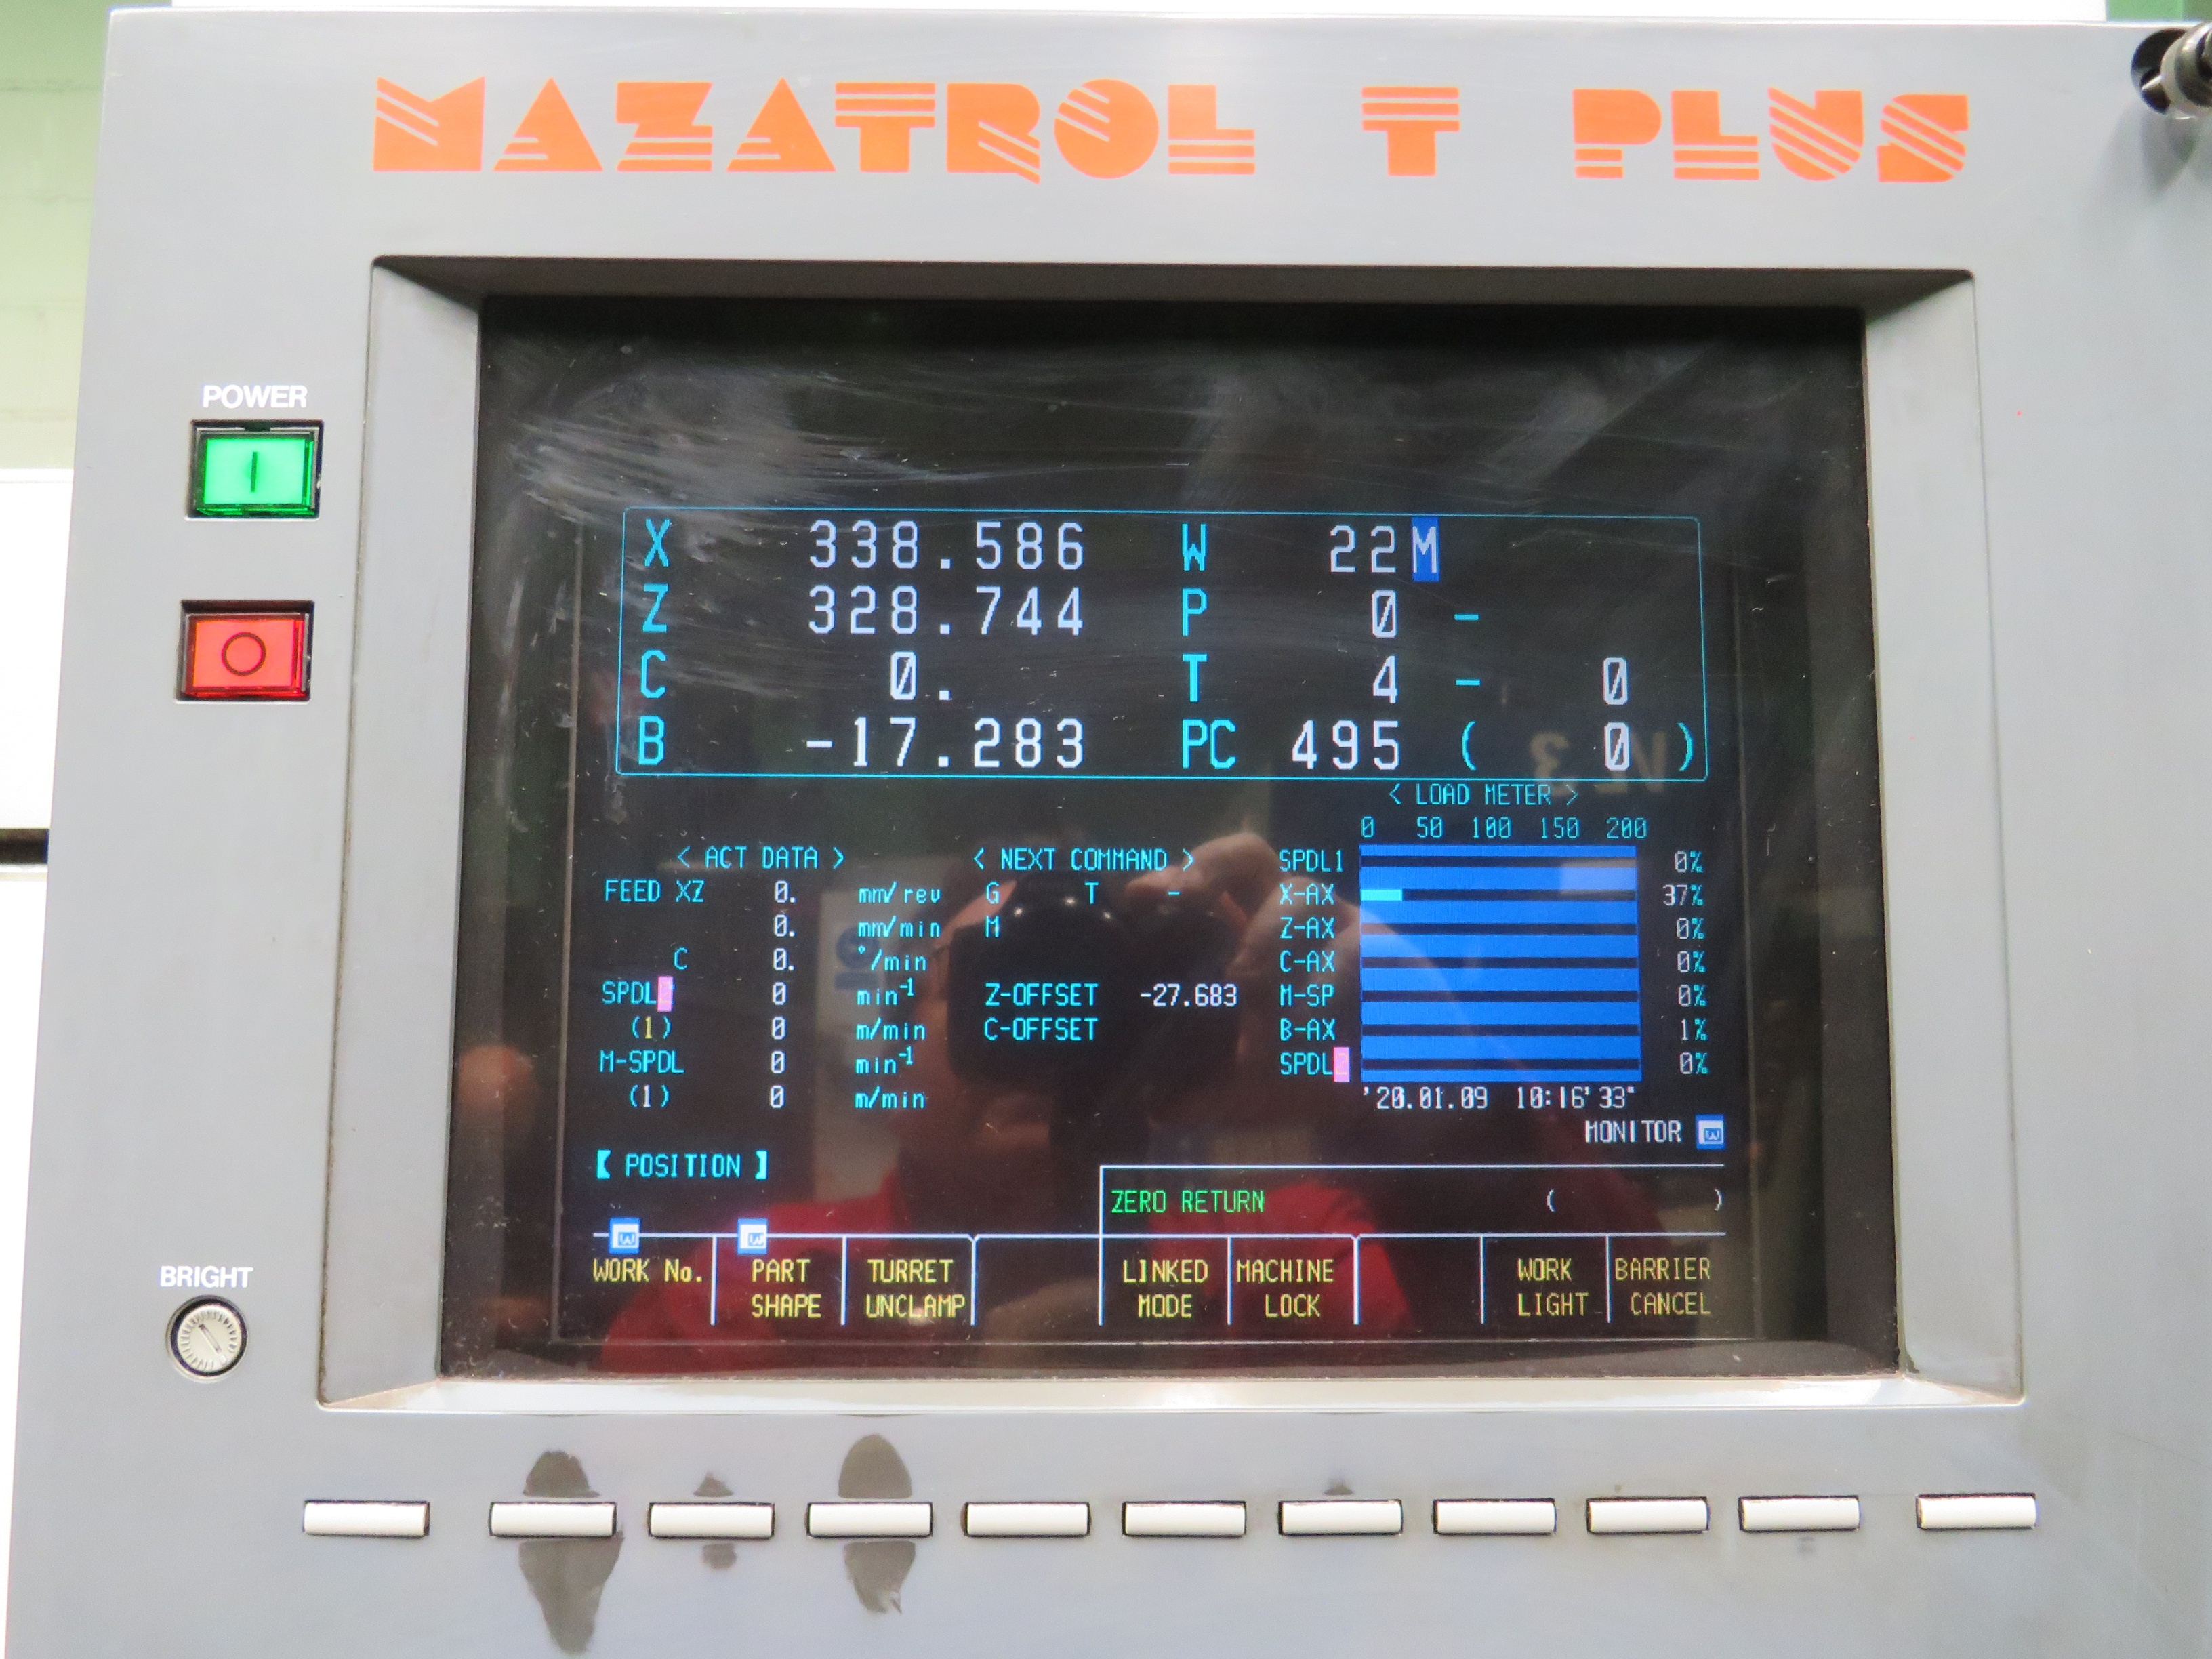 MAZATROL T PLUS
POWER
X 338.586 W 22M
Z 328.744 P 0 -
C 0. T 4 - 0
B -17.283 PC 495 ( 0 )
< LOAD METER >
0 50 100 150 200
< ACT DATA > < NEXT COMMAND > SPDL1 0%
FEED XZ 0. mm/rev G T - X-AX 37%
0. mm/min M Z-AX 0%
C 0. °/min C-AX 0%
SPDL2 0 min-1 Z-OFFSET -27.683 M-SP 0%
(1) 0 m/min C-OFFSET B-AX 1%
M-SPDL 0 min-1 SPDL2 0%
(1) 0 m/min '20.01.09 10:16'33"
MONITOR W
【 POSITION 】
ZERO RETURN ( )
W W
WORK No. PART SHAPE TURRET UNCLAMP LINKED MODE MACHINE LOCK WORK LIGHT BARRIER CANCEL
BRIGHT